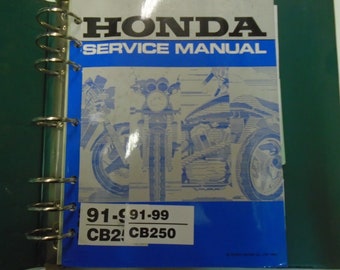 HONDA
SERVICE MANUAL
91-9 91-99
CB25 CB250